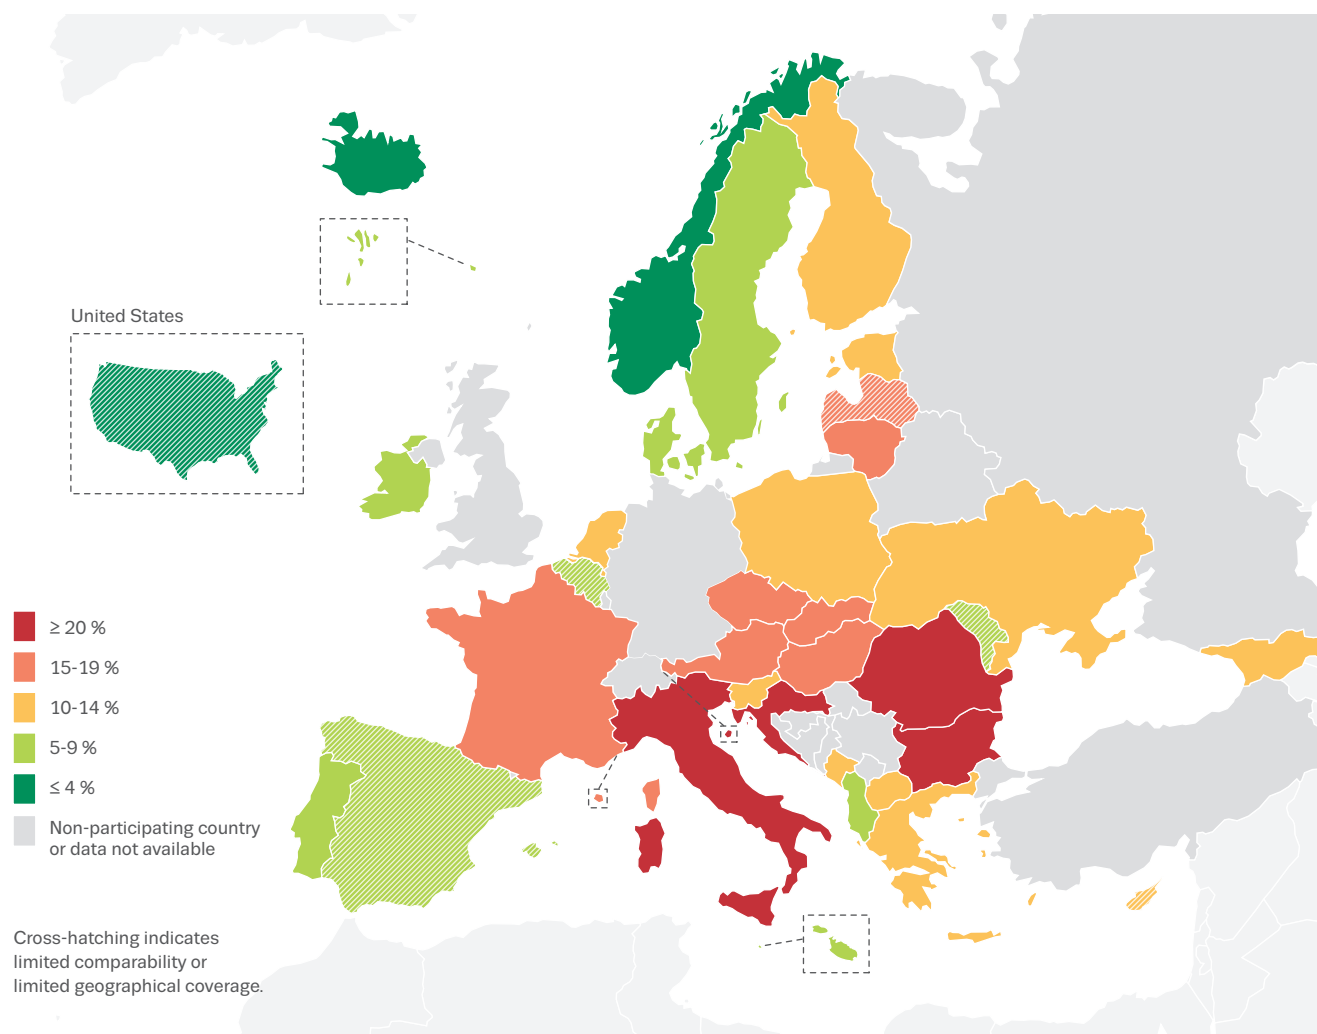 United States
≥ 20 %
15-19 %
10-14 %
5-9 %
≤ 4 %
Non-participating country
or data not available
Cross-hatching indicates
limited comparability or
limited geographical coverage.